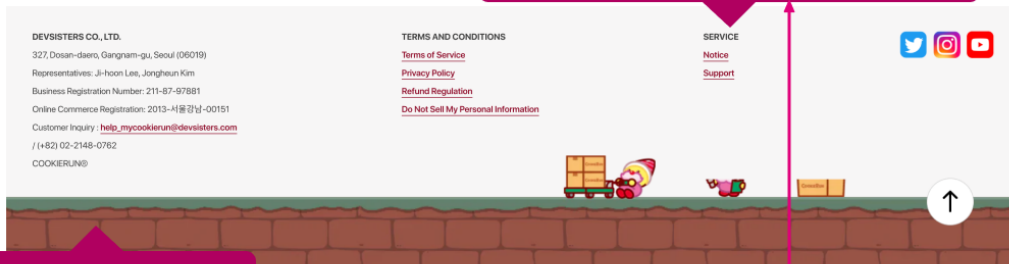 DEVSISTERS CO., LTD.
327, Dosan-daero, Gangnam-gu, Seoul (06019)
Representatives: Ji-hoon Lee, Jongheun Kim
Business Registration Number: 211-87-97881
Online Commerce Registration: 2013-서울강남-00151
Customer Inquiry : help_mycookierun@devsisters.com
/ (+82) 02-2148-0762
COOKIERUN®
TERMS AND CONDITIONS
Terms of Service
Privacy Policy
Refund Regulation
Do Not Sell My Personal Information
SERVICE
Notice
Support